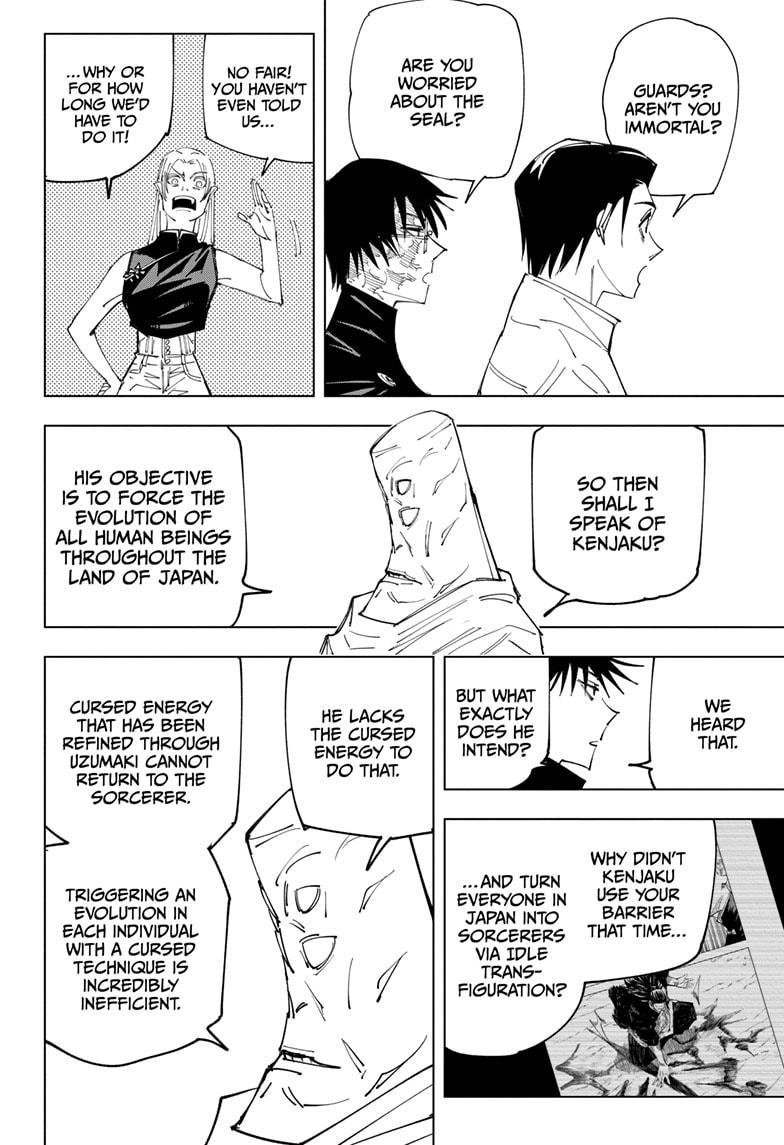 GUARDS?
AREN'T YOU
IMMORTAL?
ARE YOU
WORRIED
ABOUT THE
SEAL?
NO FAIR!
YOU HAVEN'T
EVEN TOLD
US...
...WHY OR
FOR HOW
LONG WE'D
HAVE TO
DO IT!
SO THEN
SHALL I
SPEAK OF
KENJAKU?
HIS OBJECTIVE
IS TO FORCE THE
EVOLUTION OF
ALL HUMAN BEINGS
THROUGHOUT THE
LAND OF JAPAN.
WE
HEARD
THAT.
BUT WHAT
EXACTLY
DOES HE
INTEND?
WHY DIDN'T
KENJAKU
USE YOUR
BARRIER
THAT TIME...
...AND TURN
EVERYONE IN
JAPAN INTO
SORCERERS
VIA IDLE
TRANS-
FIGURATION?
HE LACKS
THE CURSED
ENERGY TO
DO THAT.
CURSED ENERGY
THAT HAS BEEN
REFINED THROUGH
UZUMAKI CANNOT
RETURN TO THE
SORCERER.
TRIGGERING AN
EVOLUTION IN
EACH INDIVIDUAL
WITH A CURSED
TECHNIQUE IS
INCREDIBLY
INEFFICIENT.